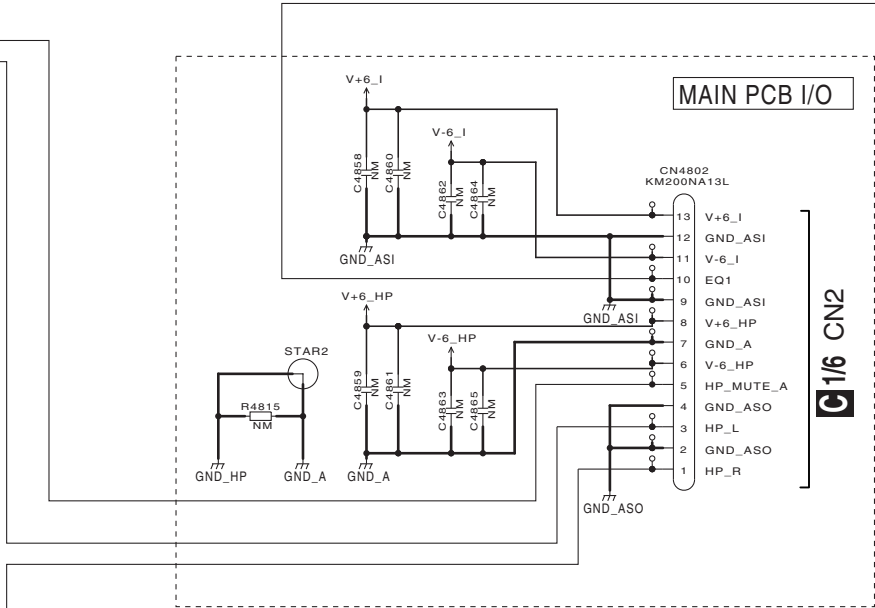 MAIN PCB I/O
V+6_I
V-6_I
C4858
NM
C4860
NM
C4862
NM
C4864
NM
GND_ASI
CN4802
KM200NA13L
13 V+6_I
12 GND_ASI
11 V-6_I
10 EQ1
9 GND_ASI
8 V+6_HP
7 GND_A
6 V-6_HP
5 HP_MUTE_A
4 GND_ASO
3 HP_L
2 GND_ASO
1 HP_R
GND_ASI
GND_ASO
C 1/6 CN2
V+6_HP
V-6_HP
C4859
NM
C4861
NM
C4863
NM
C4865
NM
GND_A
STAR2
R4815
NM
GND_HP
GND_A